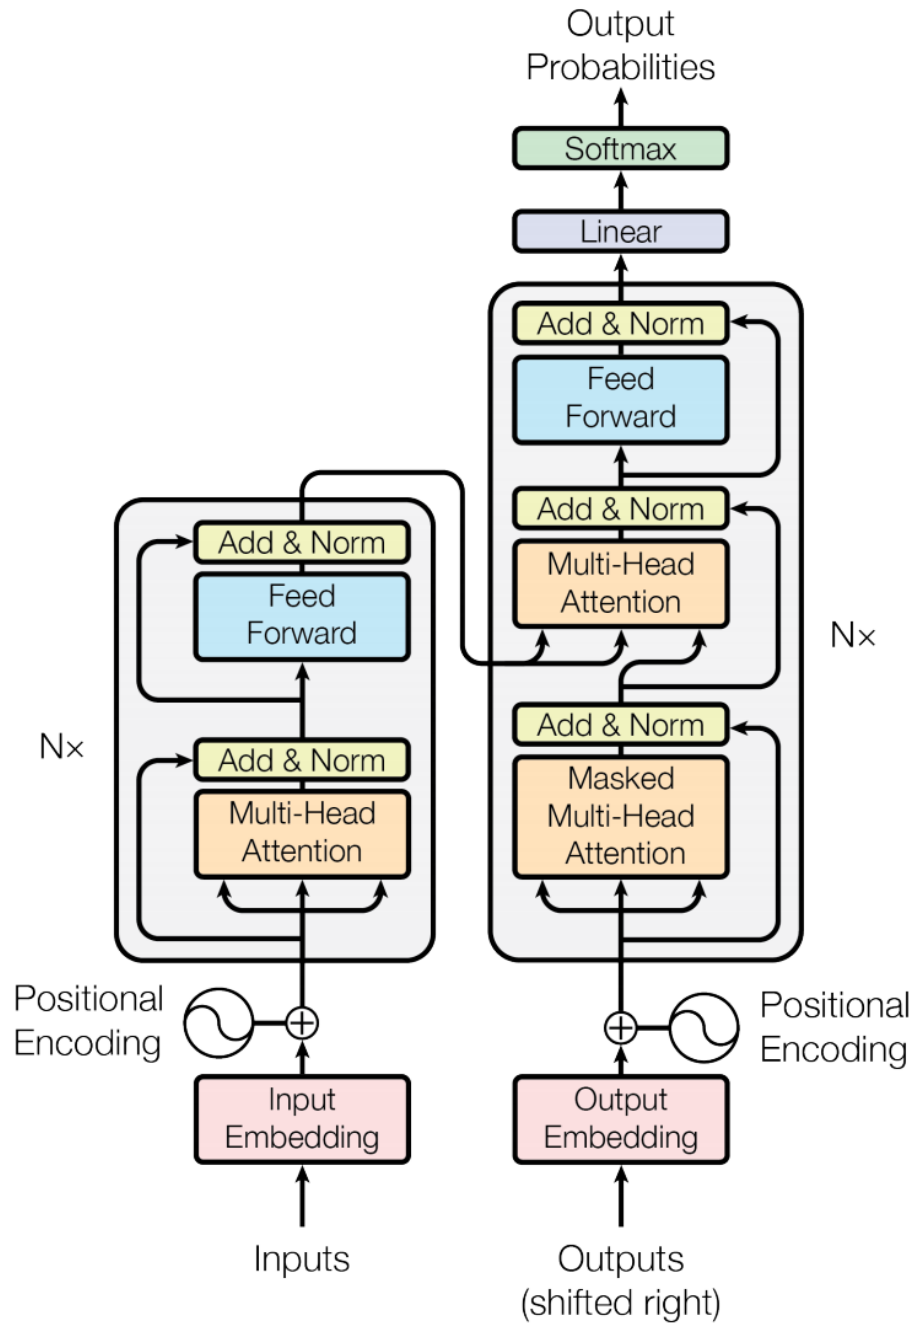 Output
Probabilities
Softmax
Linear
Add & Norm
Feed
Forward
Add & Norm
Multi-Head
Attention
Add & Norm
Masked
Multi-Head
Attention
N×
Add & Norm
Feed
Forward
Add & Norm
Multi-Head
Attention
N×
Positional
Encoding
Positional
Encoding
Input
Embedding
Output
Embedding
Inputs
Outputs
(shifted right)